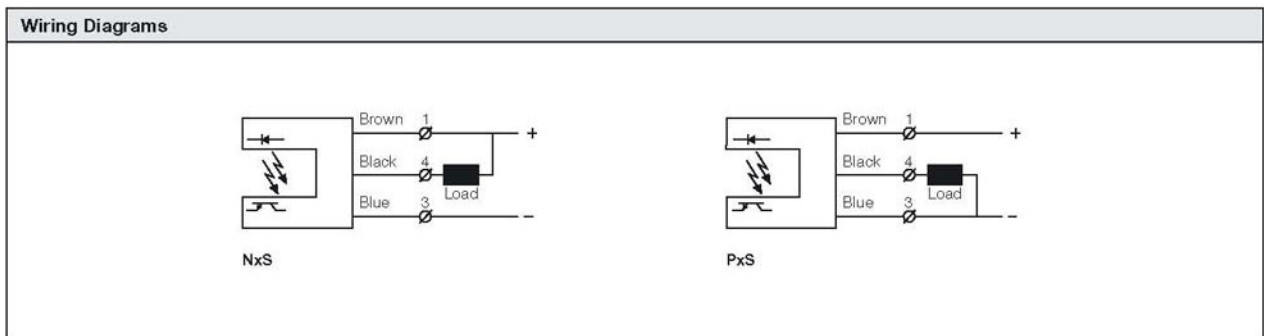 Wiring Diagrams
Brown 1
+
Black 4
Load
Blue 3
−
NxS
Brown 1
+
Black 4
Load
Blue 3
−
PxS